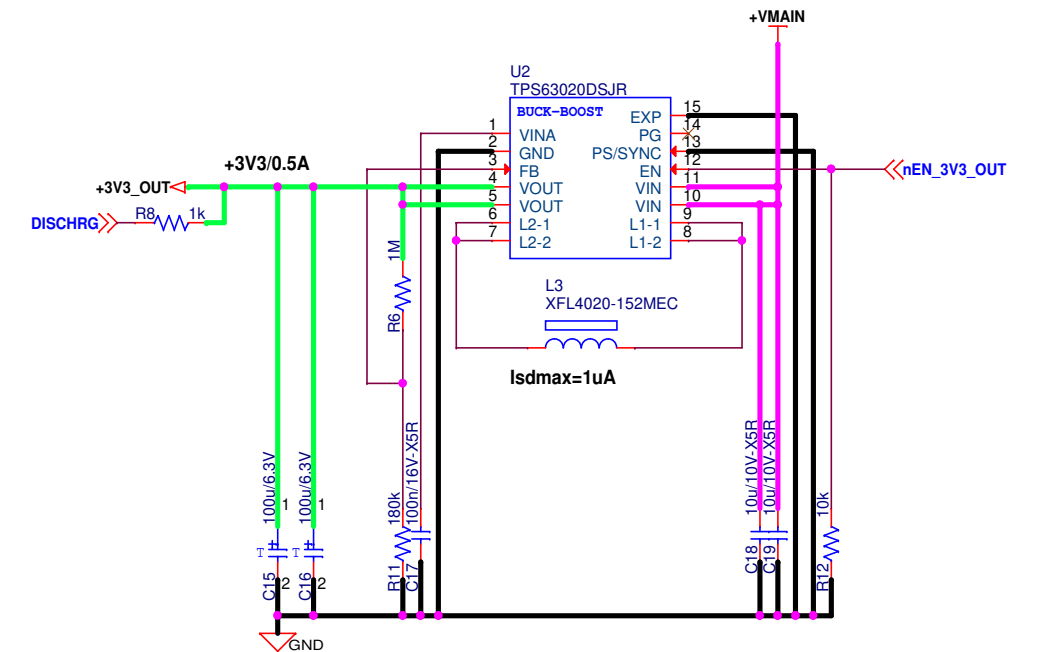 +VMAIN
U2
TPS63020DSJR
BUCK-BOOST
1
2
3
4
5
6
7
VINA
GND
FB
VOUT
VOUT
L2-1
L2-2
EXP
PG
PS/SYNC
EN
VIN
VIN
L1-1
L1-2
15
14
13
12
11
10
9
8
nEN_3V3_OUT
+3V3/0.5A
+3V3_OUT
DISCHRG
R8
1k
1M
R6
L3
XFL4020-152MEC
Isdmax=1uA
100u/6.3V
1
T
C15
2
100u/6.3V
1
T
C16
2
180k
R11
100n/16V-X5R
C17
10u/10V-X5R
C18
10u/10V-X5R
C19
10k
R12
GND